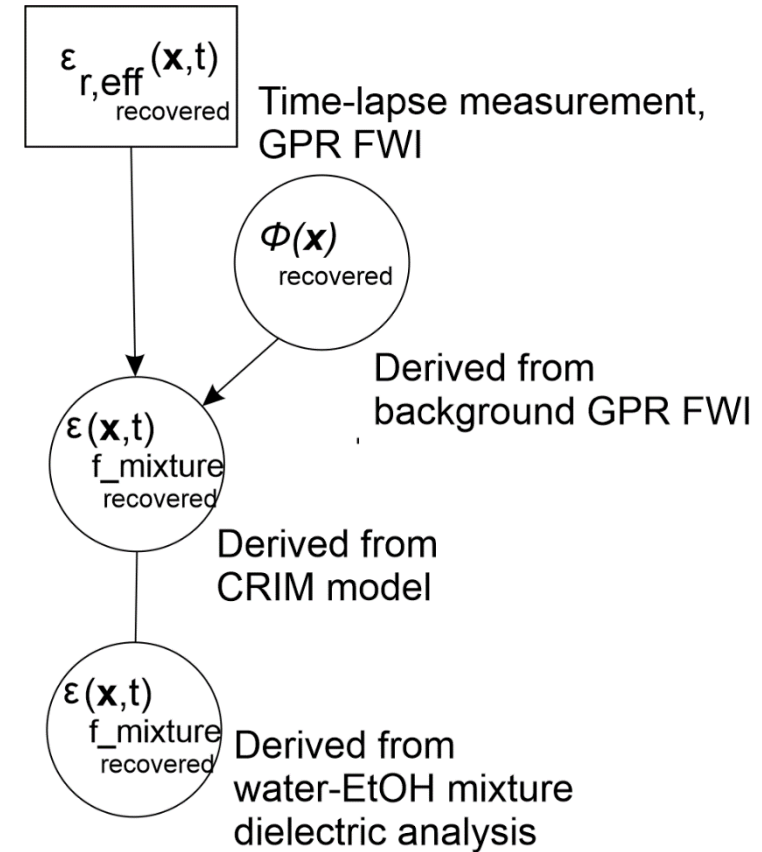 ε r,eff (x,t)
recovered
Time-lapse measurement,
GPR FWI
Φ(x)
recovered
Derived from
background GPR FWI
ε(x,t)
f_mixture
recovered
Derived from
CRIM model
ε(x,t)
f_mixture
recovered
Derived from
water-EtOH mixture
dielectric analysis